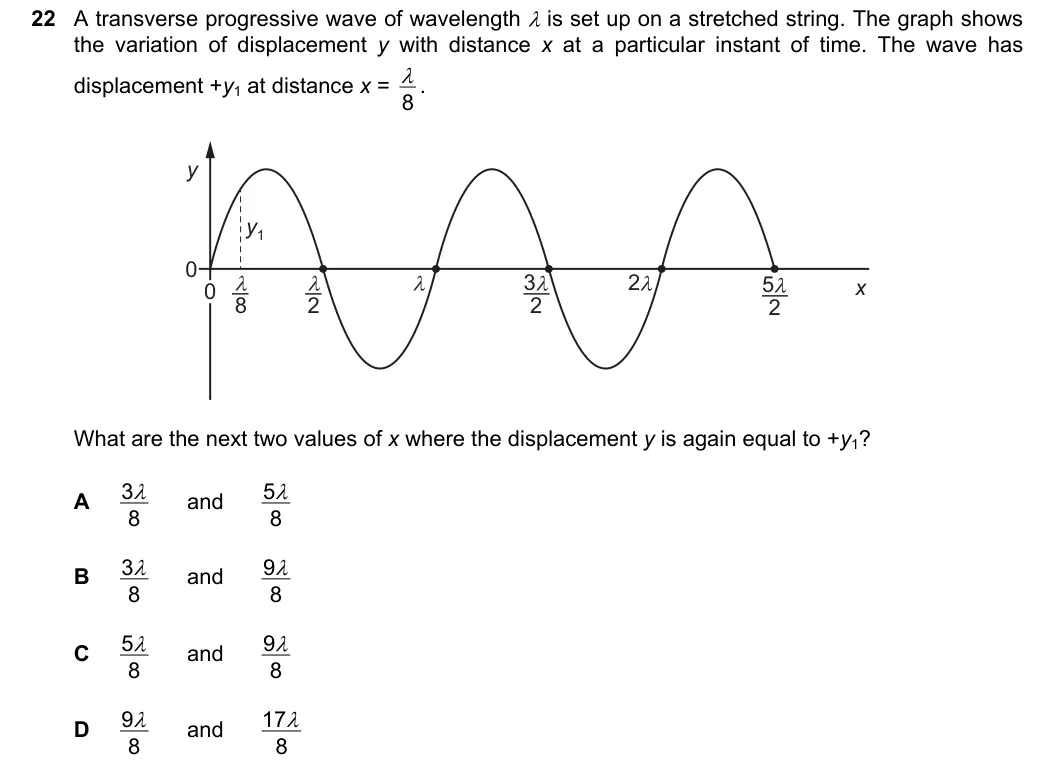 22 A transverse progressive wave of wavelength λ is set up on a stretched string. The graph shows
the variation of displacement y with distance x at a particular instant of time. The wave has
displacement +y₁ at distance x = λ/8.
y
y₁
0
0 λ/8 λ/2 λ 3λ/2 2λ 5λ/2 x
What are the next two values of x where the displacement y is again equal to +y₁?
A 3λ/8 and 5λ/8
B 3λ/8 and 9λ/8
C 5λ/8 and 9λ/8
D 9λ/8 and 17λ/8